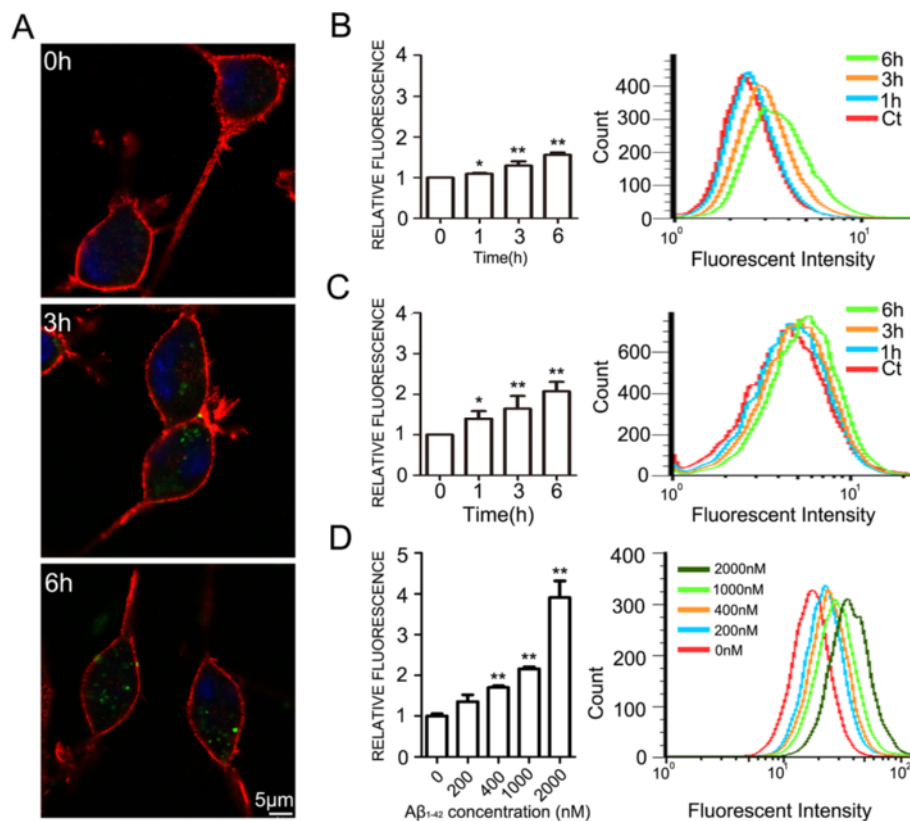 A
0h
3h
6h
5µm
B
RELATIVE FLUORESCENCE
4
3
2
1
0
0 1 3 6
Time(h)
* ** **
Count
400
300
200
100
0
10⁰ 10¹
Fluorescent Intensity
6h
3h
1h
Ct
C
RELATIVE FLUORESCENCE
4
3
2
1
0
0 1 3 6
Time(h)
* ** **
Count
600
400
200
0
10⁰ 10¹
Fluorescent Intensity
6h
3h
1h
Ct
D
RELATIVE FLUORESCENCE
5
4
3
2
1
0
0 200 400 1000 2000
Aβ₁₋₄₂ concentration (nM)
** ** **
Count
400
300
200
100
0
10⁰ 10¹ 10²
Fluorescent Intensity
2000nM
1000nM
400nM
200nM
0nM